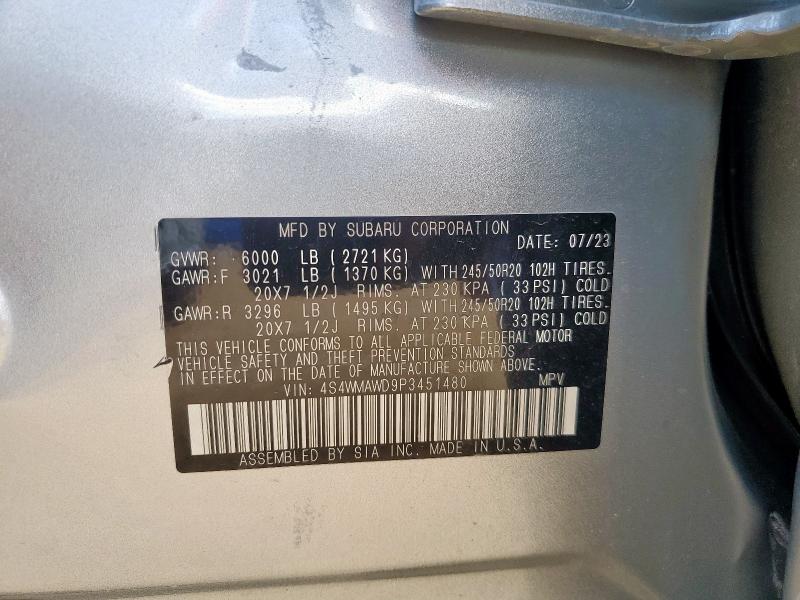 MFD BY SUBARU CORPORATION
DATE: 07/23
GVWR: 6000 LB ( 2721 KG)
GAWR:F 3021 LB ( 1370 KG) WITH 245/50R20 102H TIRES.
20X7 1/2J RIMS. AT 230 KPA ( 33 PSI) COLD
GAWR:R 3296 LB ( 1495 KG) WITH 245/50R20 102H TIRES.
20X7 1/2J RIMS. AT 230 KPA ( 33 PSI) COLD
THIS VEHICLE CONFORMS TO ALL APPLICABLE FEDERAL MOTOR
VEHICLE SAFETY AND THEFT PREVENTION STANDARDS
IN EFFECT ON THE DATE OF MANUFACTURE SHOWN ABOVE.
VIN: 4S4WMAWD9P3451480 MPV
ASSEMBLED BY SIA INC. MADE IN U.S.A.